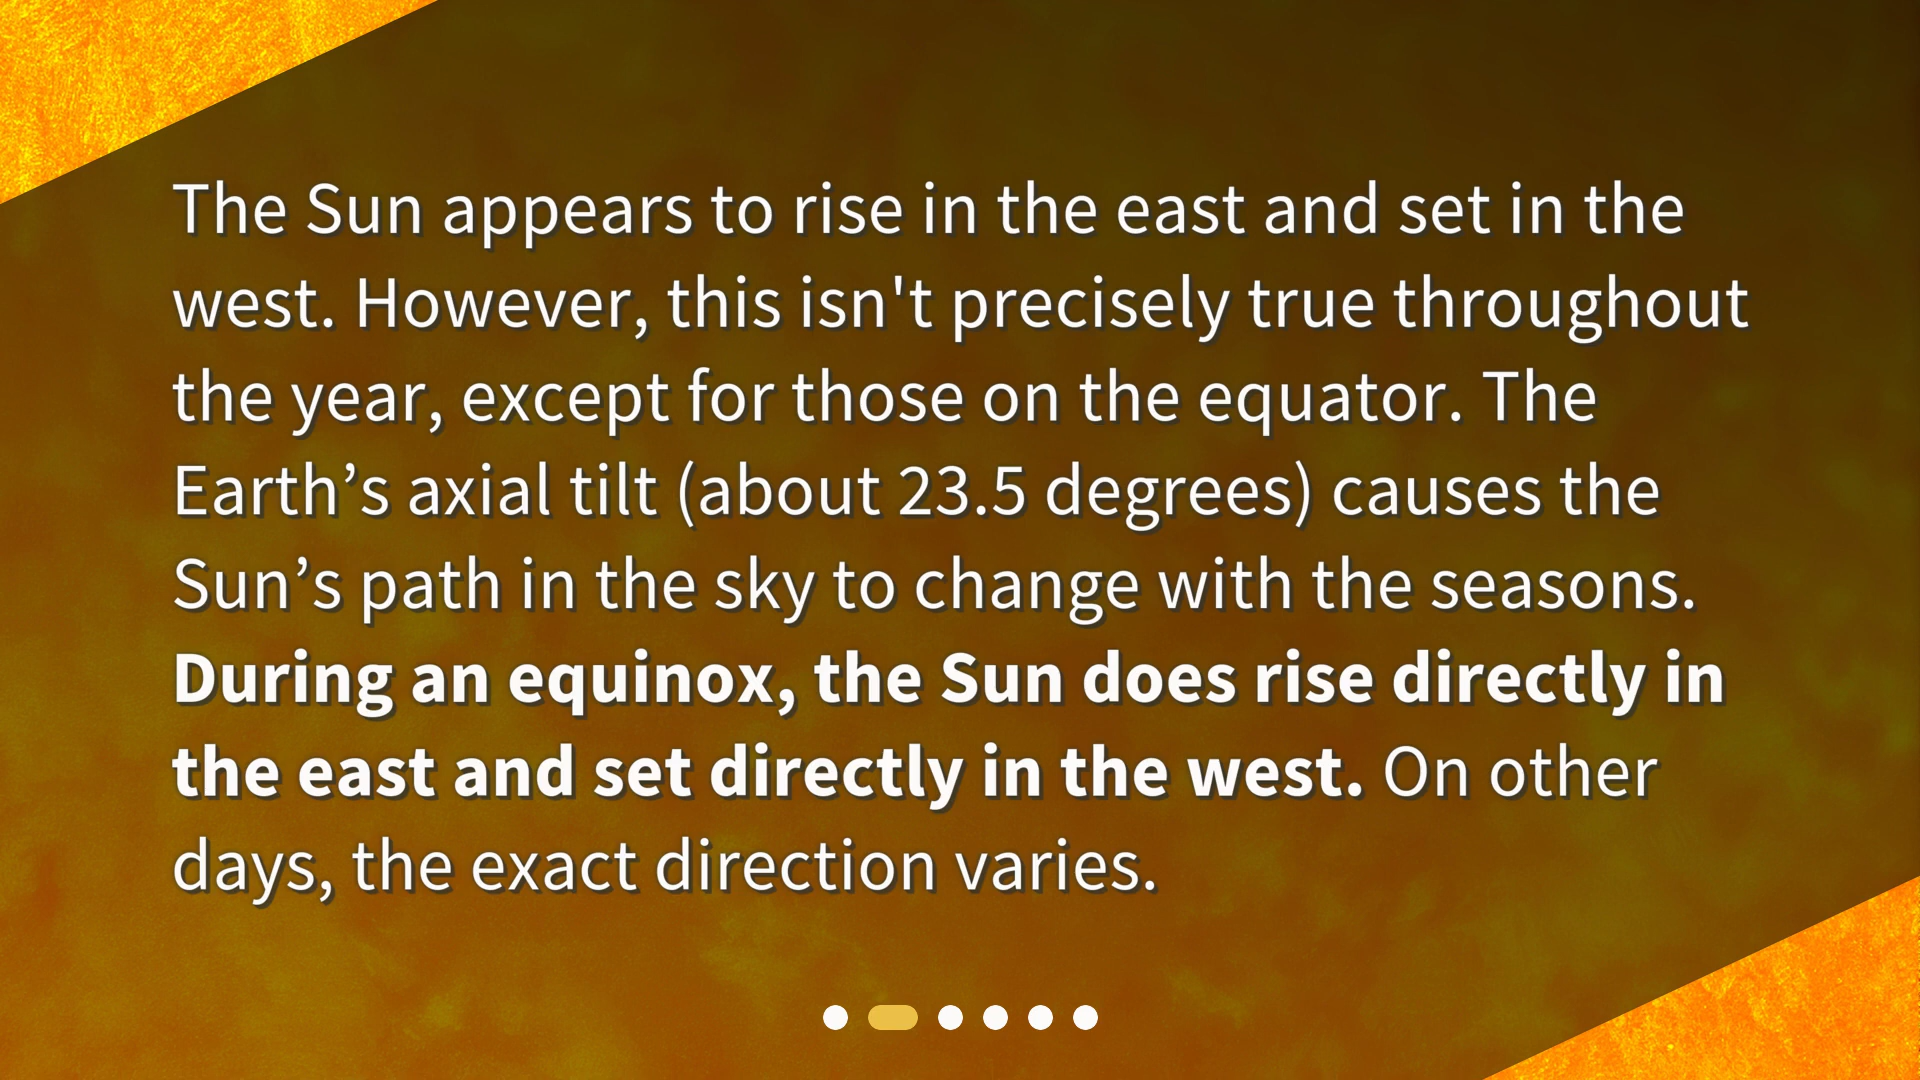 The Sun appears to rise in the east and set in the
west. However, this isn't precisely true throughout
the year, except for those on the equator. The
Earth’s axial tilt (about 23.5 degrees) causes the
Sun’s path in the sky to change with the seasons.
During an equinox, the Sun does rise directly in
the east and set directly in the west. On other
days, the exact direction varies.